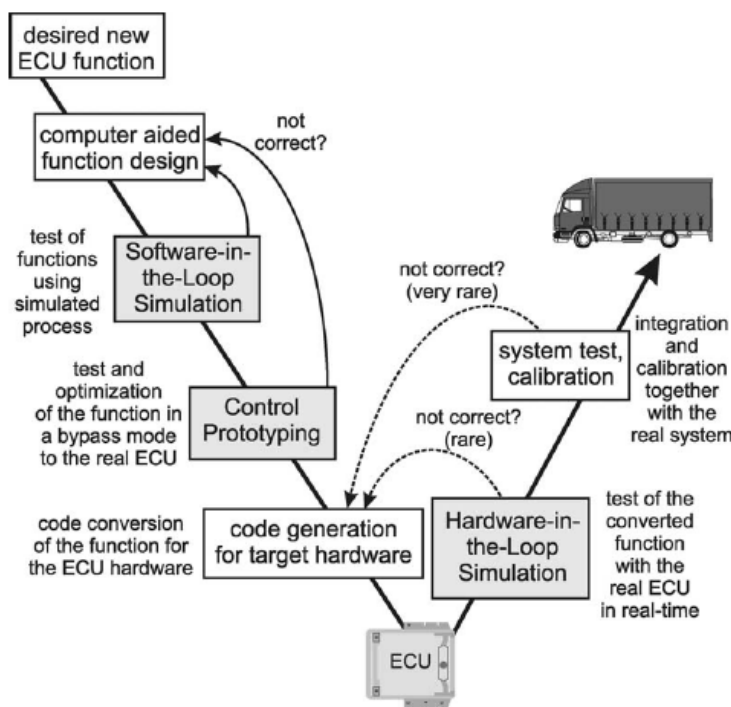 desired new
ECU function
computer aided
function design
not
correct?
test of
functions
using
simulated
process
Software-in-
the-Loop
Simulation
not correct?
(very rare)
system test,
calibration
integration
and
calibration
together
with the
real system
test and
optimization
of the function in
a bypass mode
to the real ECU
Control
Prototyping
not correct?
(rare)
code conversion
of the function for
the ECU hardware
code generation
for target hardware
Hardware-in-
the-Loop
Simulation
test of the
converted
function
with the
real ECU
in real-time
ECU